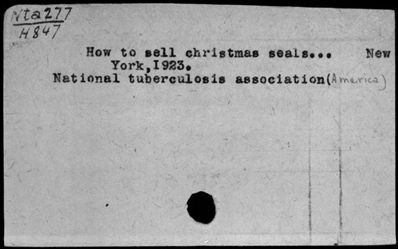 Nta277
H847
How to sell christmas seals... New
York,1923.
National tuberculosis association(America)